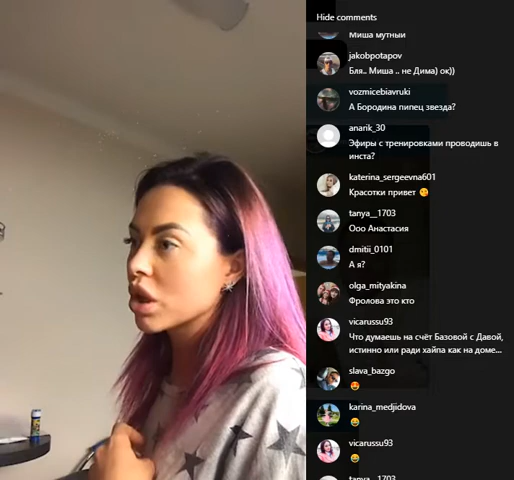 Hide comments
Миша мутный
jakobpotapov
Бля.. Миша .. не Дима) ок))
vozmicebiavruki
А Бородина пипец звезда?
anarik_30
Эфиры с тренировками проводишь в
инста?
katerina_sergeevna601
Красотки привет 😘
tanya__1703
Ооо Анастасия
dmitii_0101
А я?
olga_mityakina
Фролова это кто
vicarussu93
Что думаешь на счёт Базовой с Давой,
истинно или ради хайпа как на доме...
slava_bazgo
😍
karina_medjidova
😂
vicarussu93
😂
tanya__1703